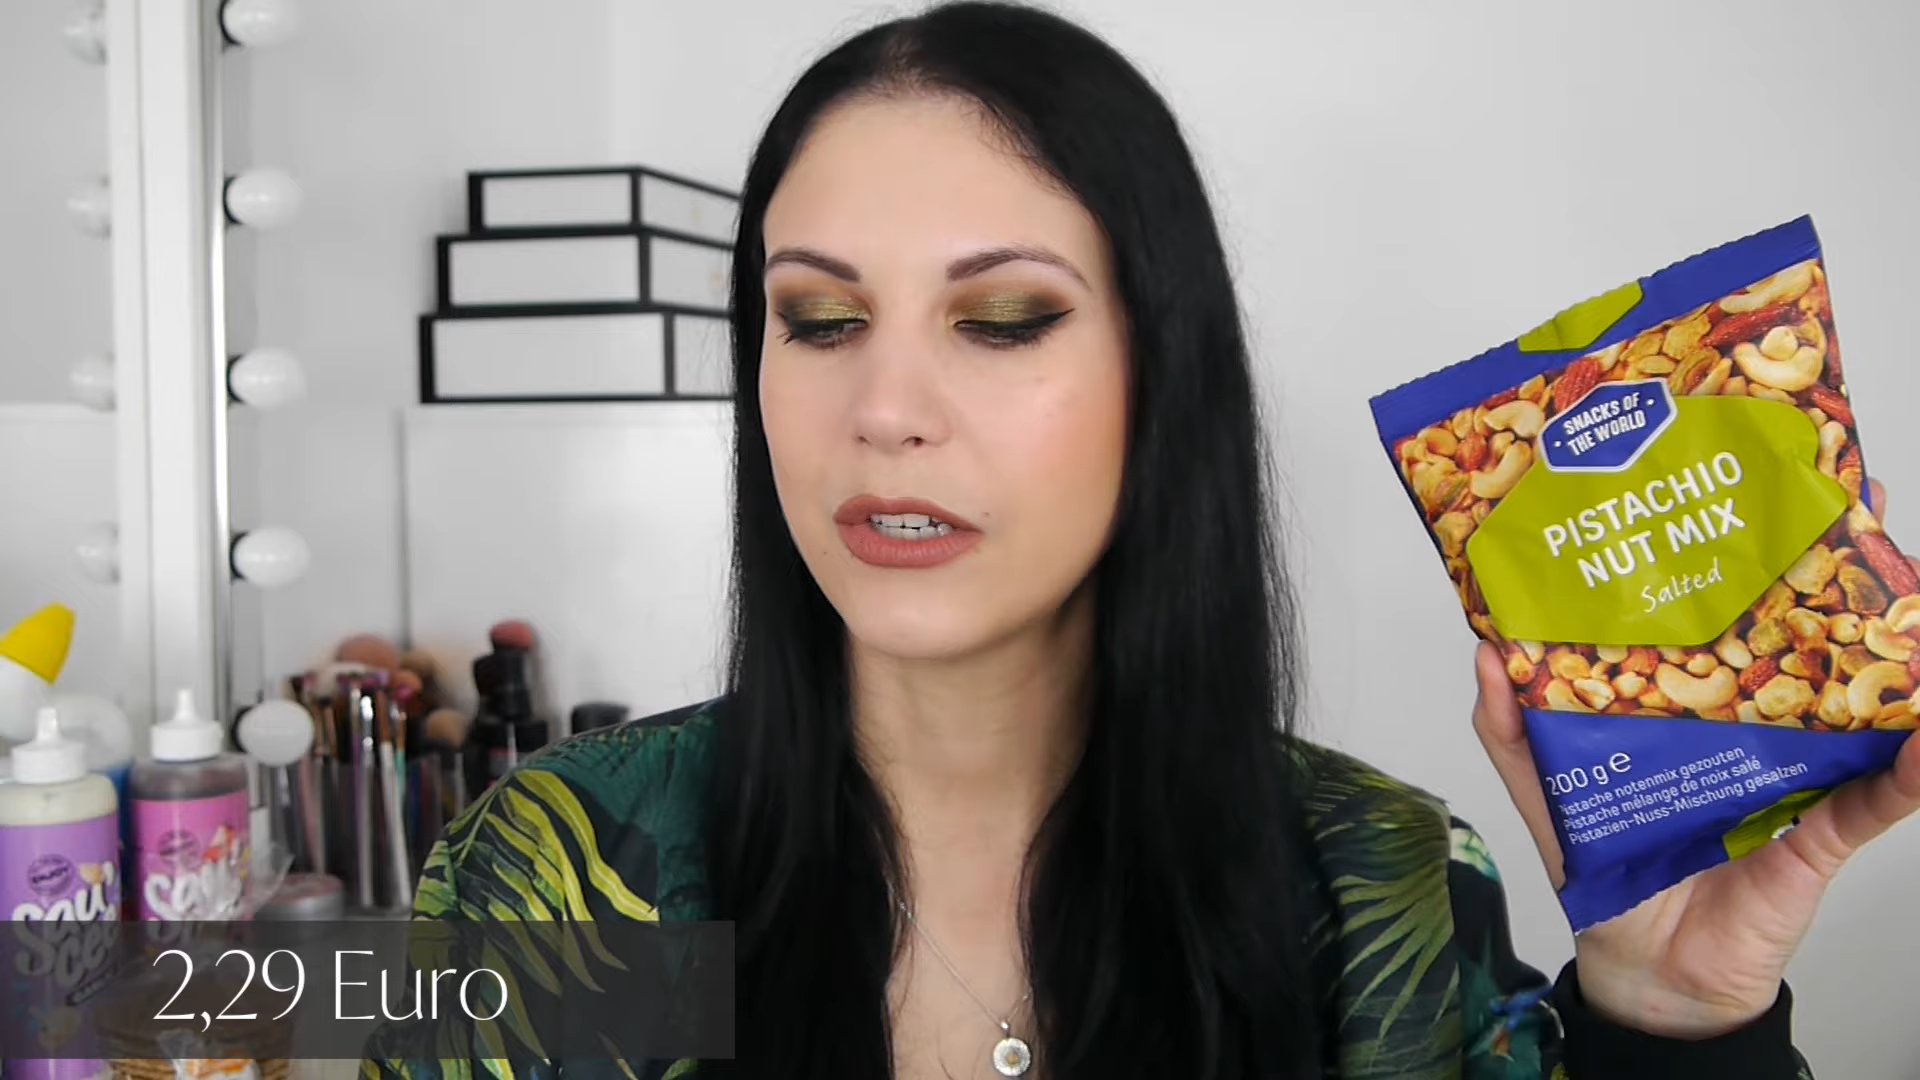 SNACKS OF
THE WORLD
PISTACHIO
NUT MIX
Salted
200 g e
Pistache notenmix gezouten
Pistache mélange de noix salé
Pistazien-Nuss-Mischung gesalzen
ENJOY
2,29 Euro